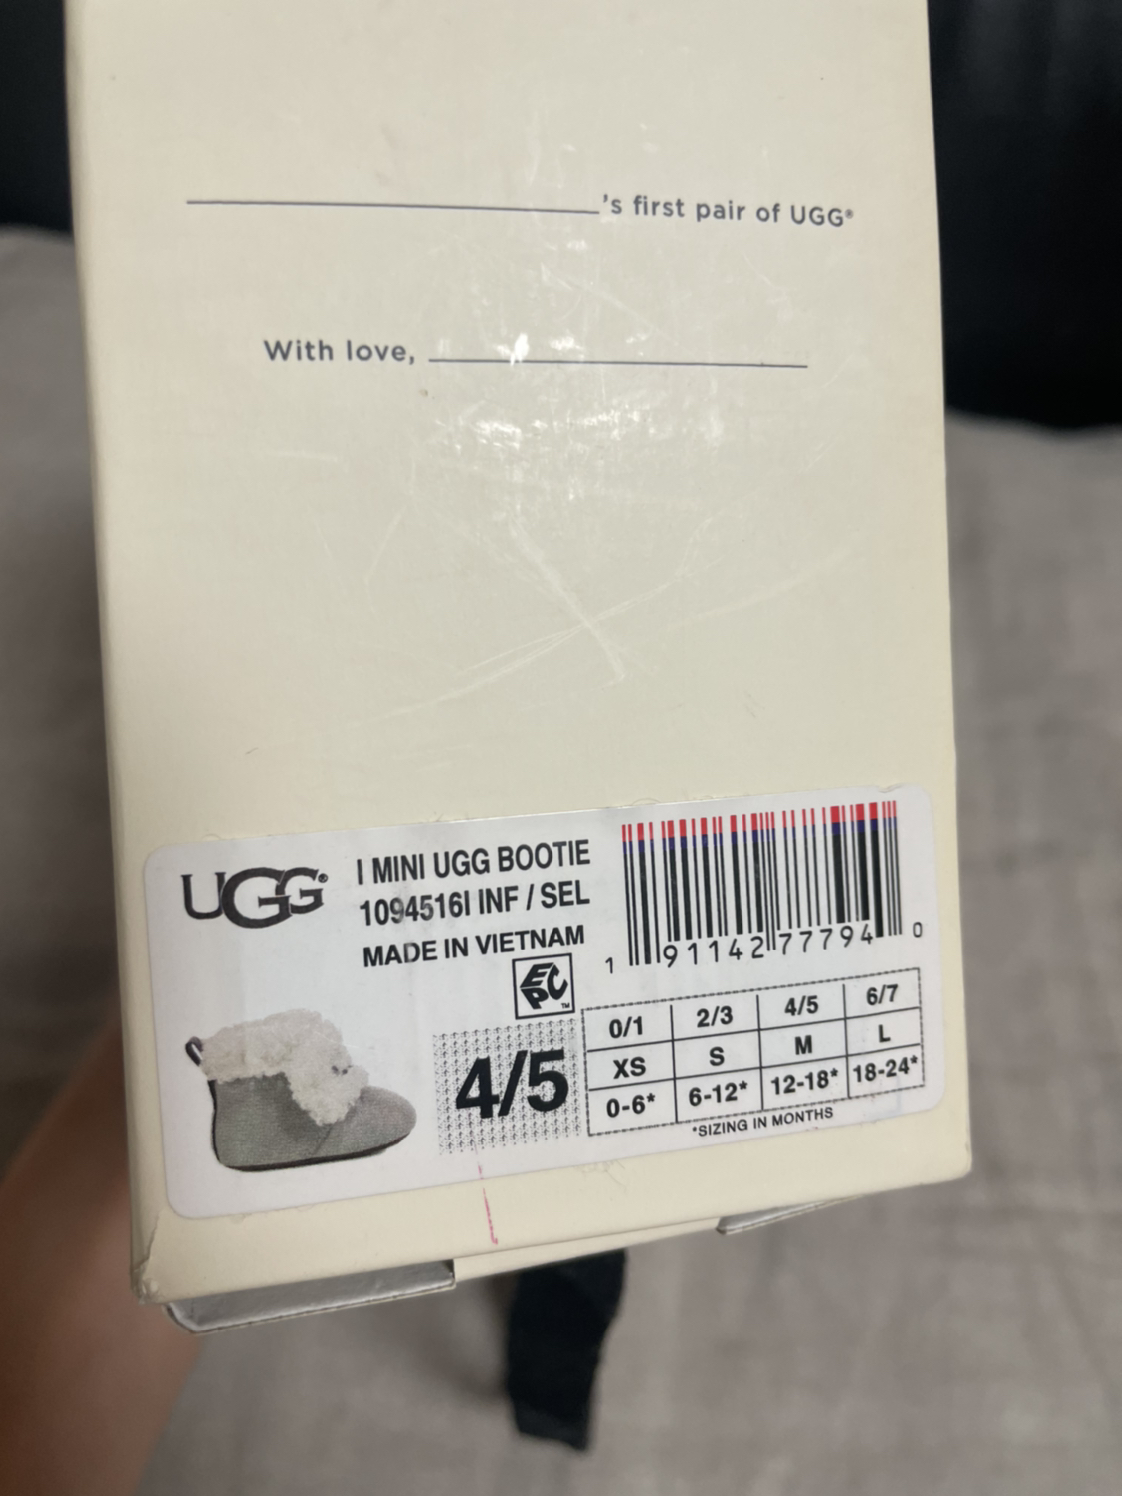 's first pair of UGG®
With love,
UGG®
I MINI UGG BOOTIE
1094516I INF / SEL
MADE IN VIETNAM
EPC™
1 91142 77794 0
4/5
0/1 2/3 4/5 6/7
XS S M L
0-6* 6-12* 12-18* 18-24*
*SIZING IN MONTHS